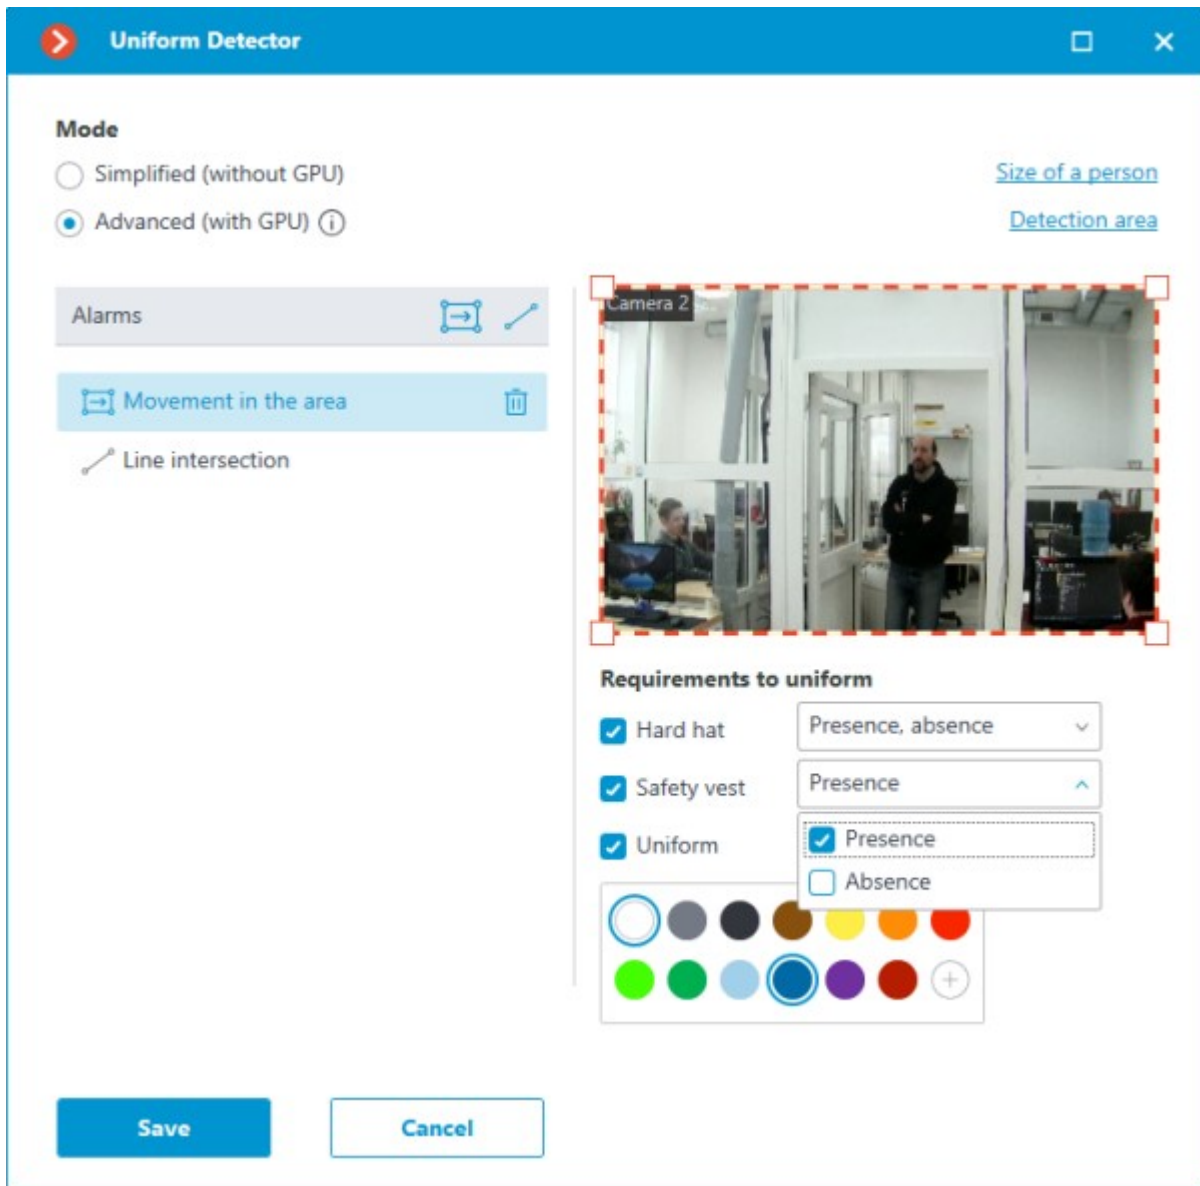 Uniform Detector
Mode
Simplified (without GPU)
Size of a person
Advanced (with GPU)
Detection area
Alarms
Camera 2
Movement in the area
Line intersection
Requirements to uniform
Hard hat
Presence, absence
Safety vest
Presence
Uniform
Presence
Absence
Save
Cancel